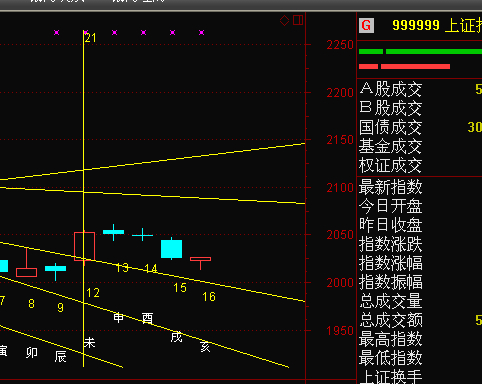 G 999999 上证
21
2250
2200
2150
2100
2050
2000
1950
Ａ股成交 5
Ｂ股成交
国债成交 30
基金成交
权证成交
最新指数
今日开盘
昨日收盘
指数涨跌
指数涨幅
指数振幅
总成交量
总成交额 5
最高指数
最低指数
上证换手
13 14
15 16
12
7 8 9
申 酉
戌 亥
未
寅 卯 辰